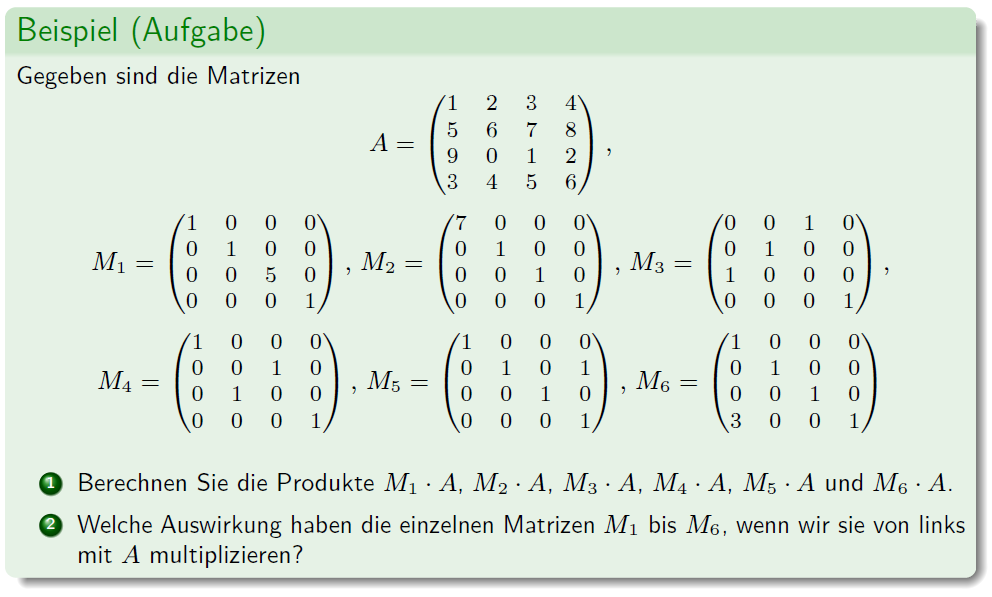 Beispiel (Aufgabe)
Gegeben sind die Matrizen
A = \begin{pmatrix} 1 & 2 & 3 & 4 \\ 5 & 6 & 7 & 8 \\ 9 & 0 & 1 & 2 \\ 3 & 4 & 5 & 6 \end{pmatrix} ,
M_1 = \begin{pmatrix} 1 & 0 & 0 & 0 \\ 0 & 1 & 0 & 0 \\ 0 & 0 & 5 & 0 \\ 0 & 0 & 0 & 1 \end{pmatrix} , M_2 = \begin{pmatrix} 7 & 0 & 0 & 0 \\ 0 & 1 & 0 & 0 \\ 0 & 0 & 1 & 0 \\ 0 & 0 & 0 & 1 \end{pmatrix} , M_3 = \begin{pmatrix} 0 & 0 & 1 & 0 \\ 0 & 1 & 0 & 0 \\ 1 & 0 & 0 & 0 \\ 0 & 0 & 0 & 1 \end{pmatrix} ,
M_4 = \begin{pmatrix} 1 & 0 & 0 & 0 \\ 0 & 0 & 1 & 0 \\ 0 & 1 & 0 & 0 \\ 0 & 0 & 0 & 1 \end{pmatrix} , M_5 = \begin{pmatrix} 1 & 0 & 0 & 0 \\ 0 & 1 & 0 & 1 \\ 0 & 0 & 1 & 0 \\ 0 & 0 & 0 & 1 \end{pmatrix} , M_6 = \begin{pmatrix} 1 & 0 & 0 & 0 \\ 0 & 1 & 0 & 0 \\ 0 & 0 & 1 & 0 \\ 3 & 0 & 0 & 1 \end{pmatrix}
1 Berechnen Sie die Produkte M_1 · A, M_2 · A, M_3 · A, M_4 · A, M_5 · A und M_6 · A.
2 Welche Auswirkung haben die einzelnen Matrizen M_1 bis M_6, wenn wir sie von links
mit A multiplizieren?